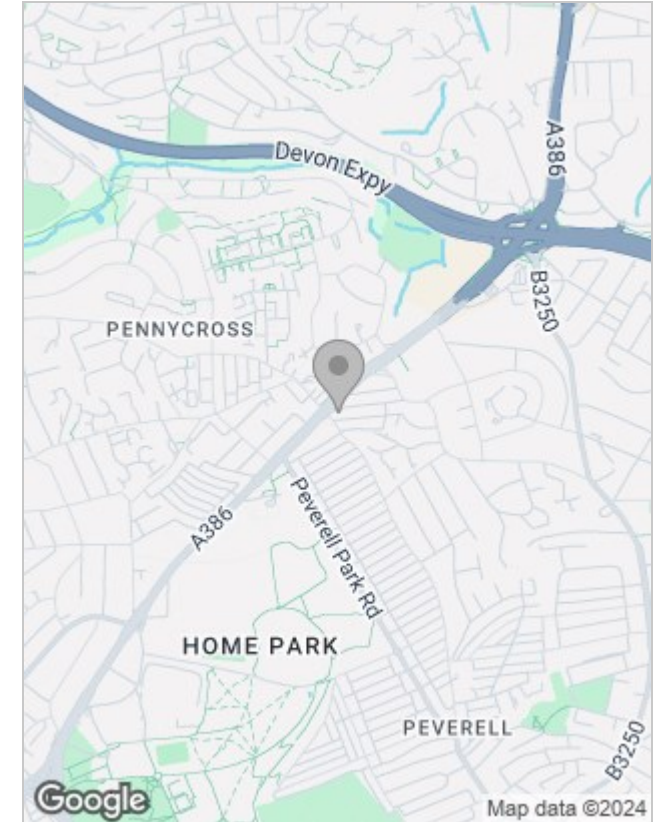 Devon Expy
A386
B3250
PENNYCROSS
A386
Peverell Park Rd
HOME PARK
PEVERELL
B3250
Google
Map data ©2024